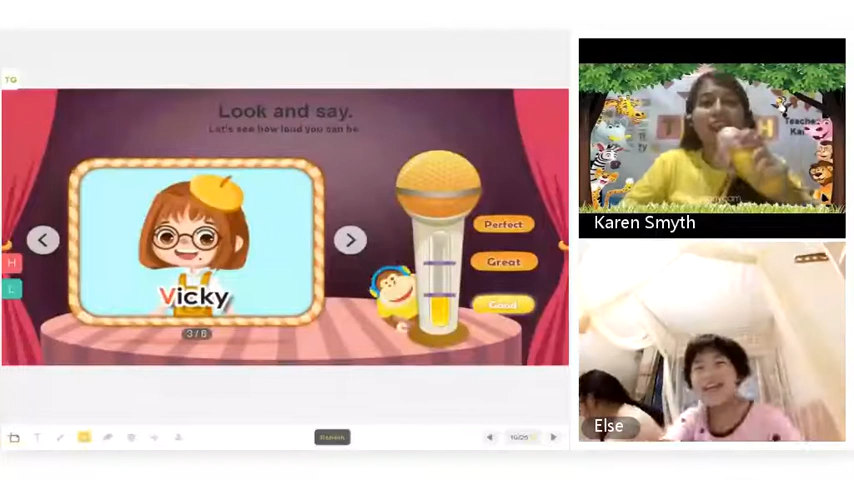 TG
Look and say.
Let's see how loud you can be
Vicky
3 / 6
Perfect
Great
Good
H
L
Karen Smyth
Else